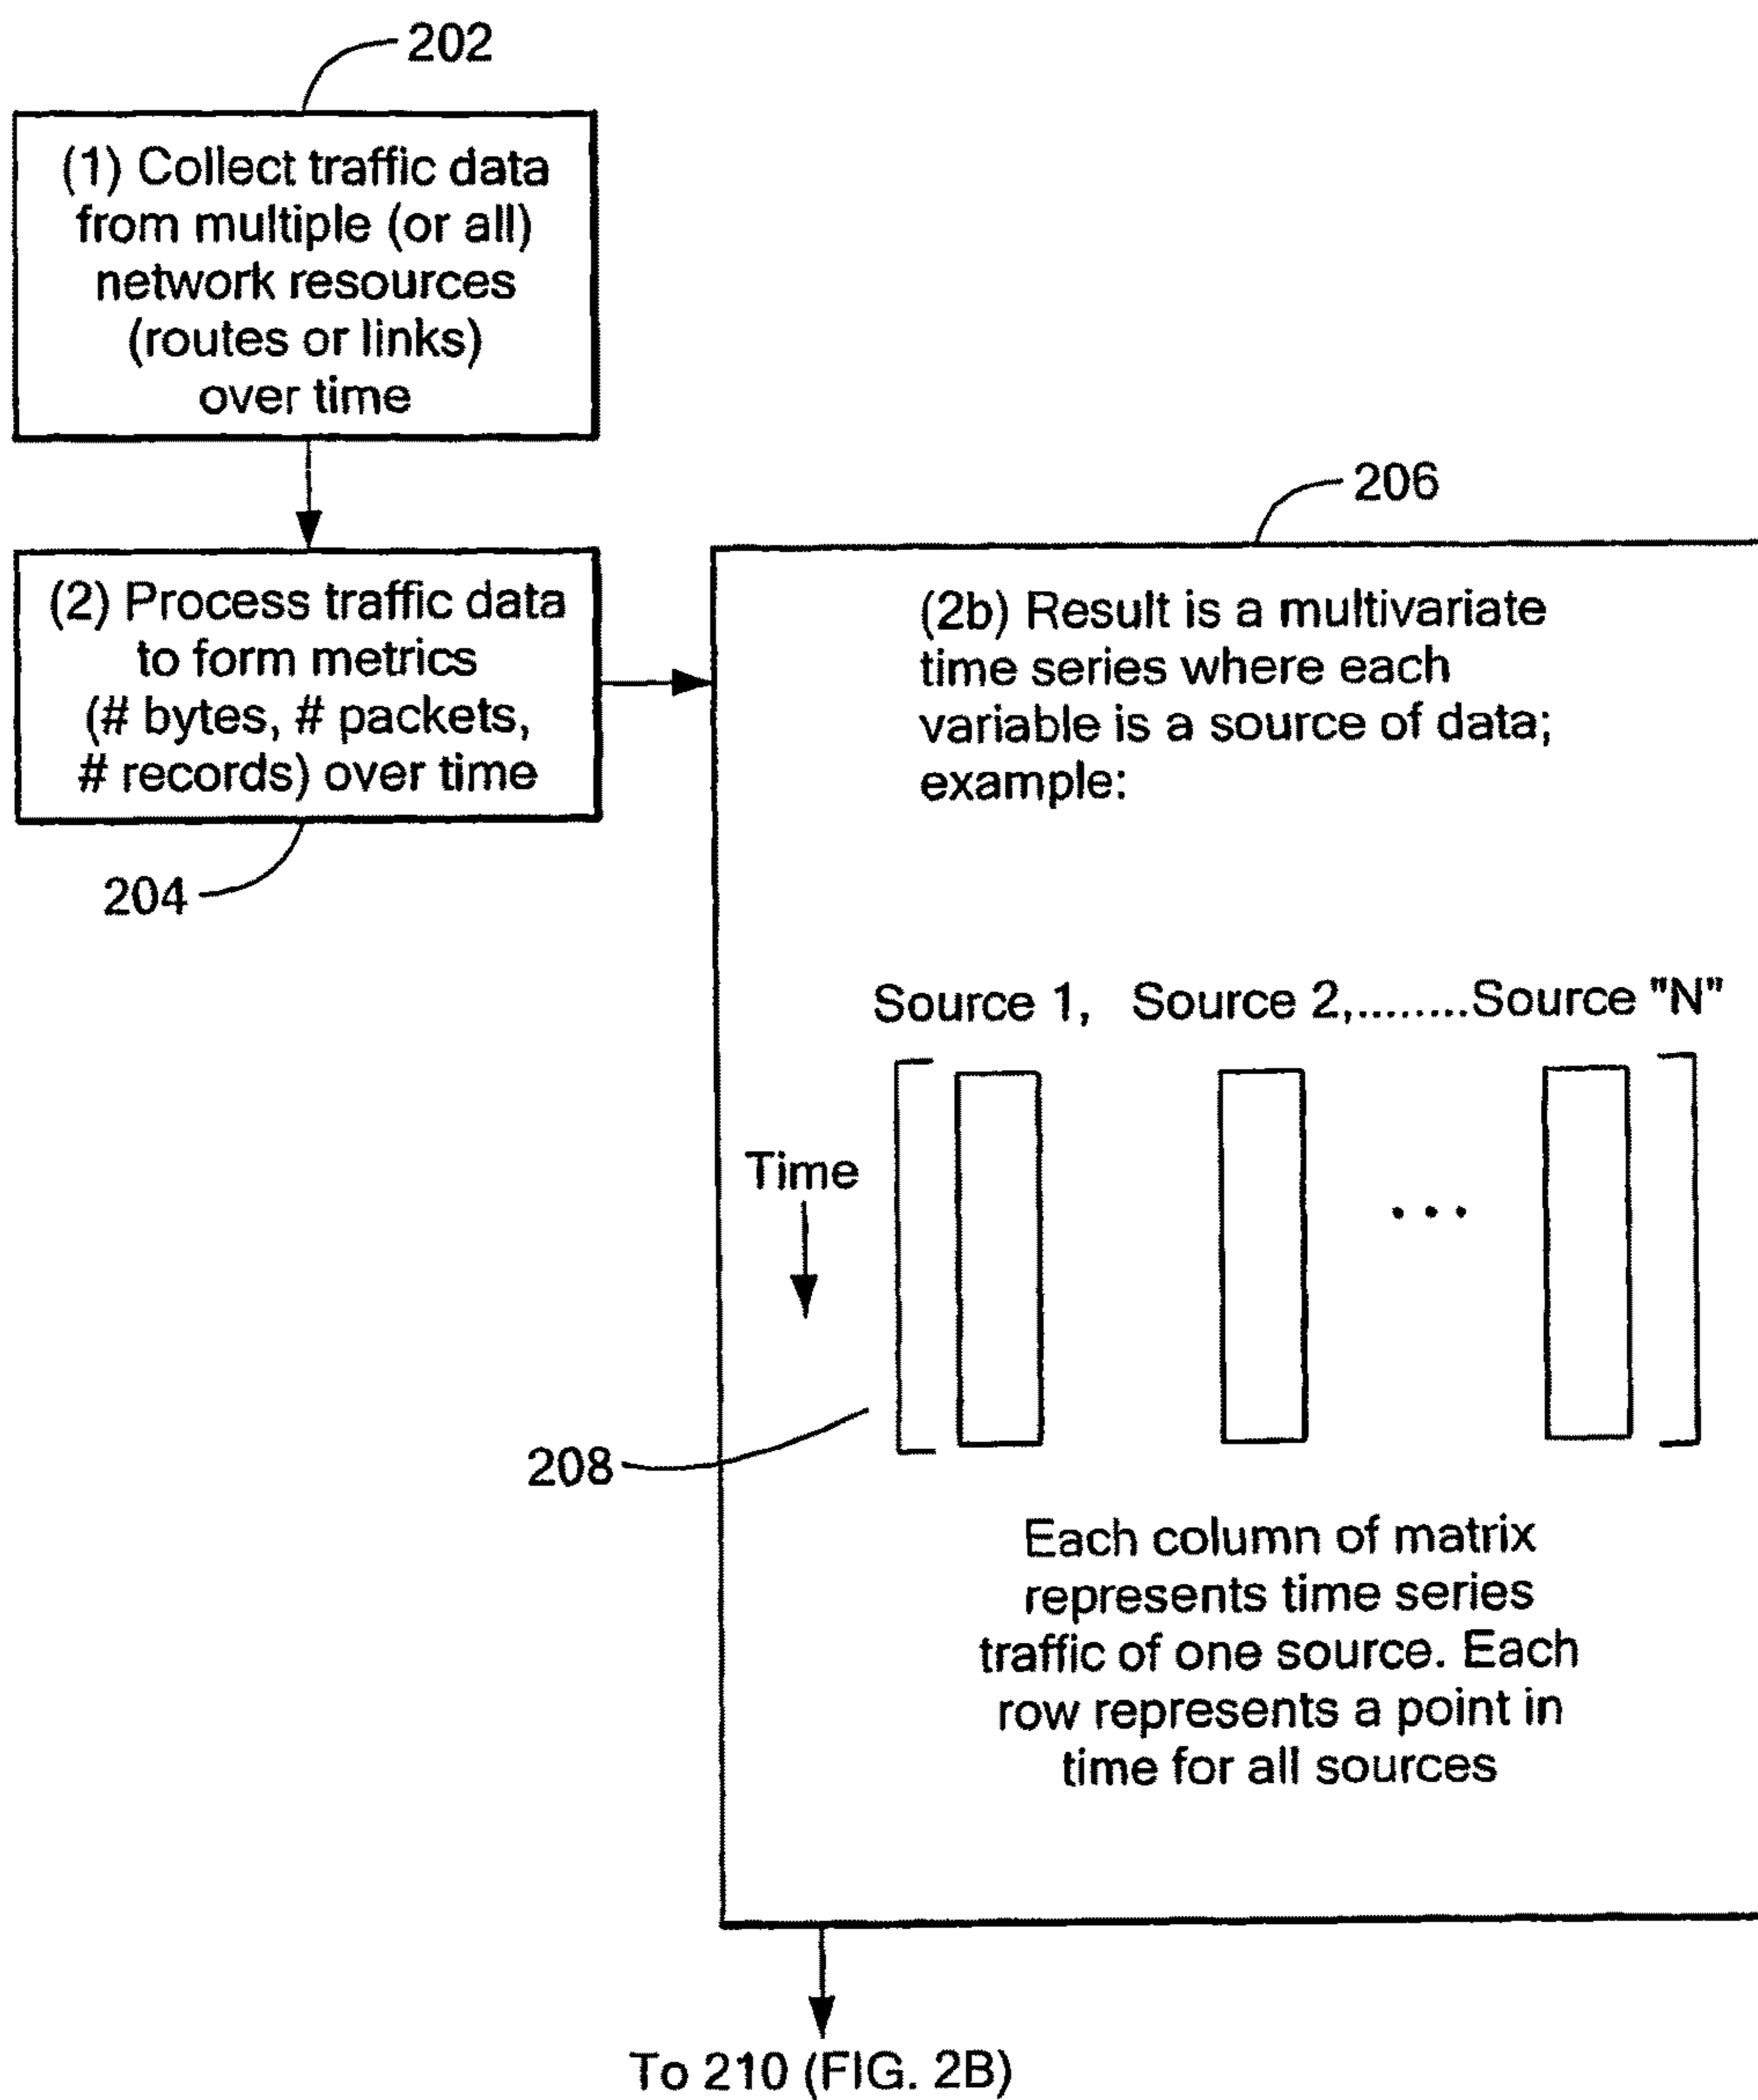 202
(1) Collect traffic data
from multiple (or all)
network resources
(routes or links)
over time
206
(2) Process traffic data
to form metrics
(# bytes, # packets,
# records) over time
204
(2b) Result is a multivariate
time series where each
variable is a source of data;
example:
Source 1, Source 2,........Source "N"
Time
...
208
Each column of matrix
represents time series
traffic of one source. Each
row represents a point in
time for all sources
To 210 (FIG. 2B)